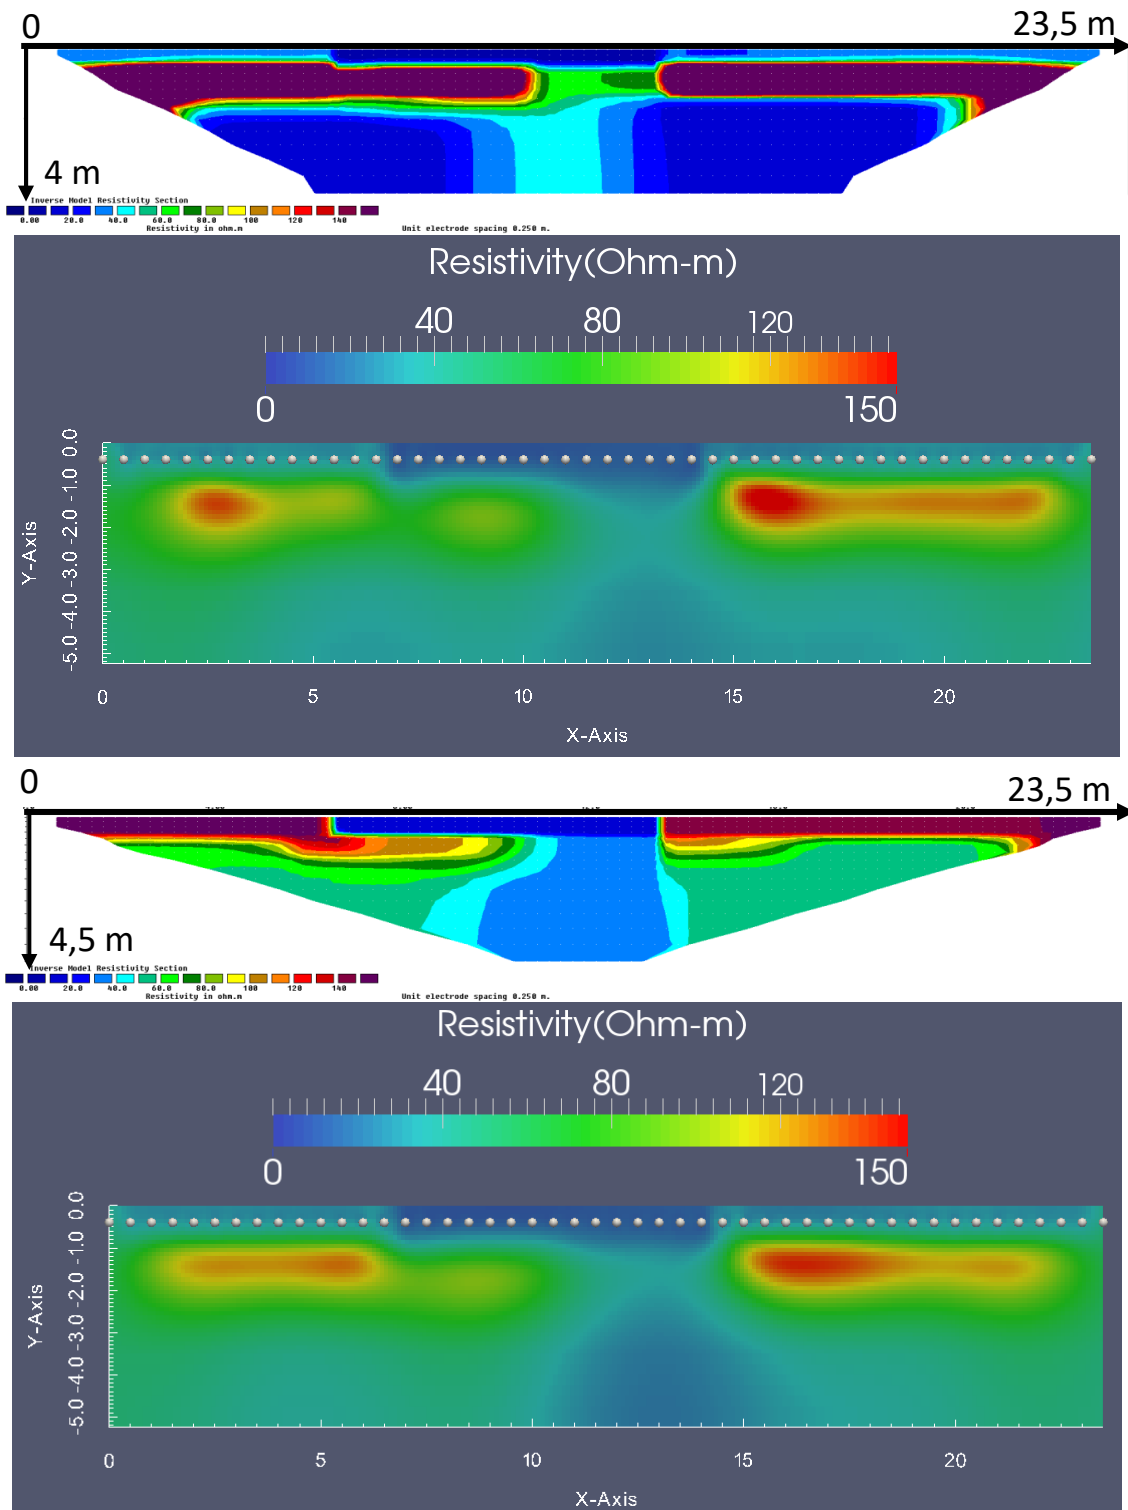 0 23,5 m
4 m
Inverse Model Resistivity Section
0.00 20.0 40.0 60.0 80.0 100 120 140
Resistivity in ohm.m Unit electrode spacing 0.250 m.
Resistivity(Ohm-m)
40 80 120
0 150
Y-Axis
0.0
-1.0
-2.0
-3.0
-4.0
-5.0
0 5 10 15 20
X-Axis
0 23,5 m
4,5 m
Inverse Model Resistivity Section
0.00 20.0 40.0 60.0 80.0 100 120 140
Resistivity in ohm.m Unit electrode spacing 0.250 m.
Resistivity(Ohm-m)
40 80 120
0 150
Y-Axis
0.0
-1.0
-2.0
-3.0
-4.0
-5.0
0 5 10 15 20
X-Axis